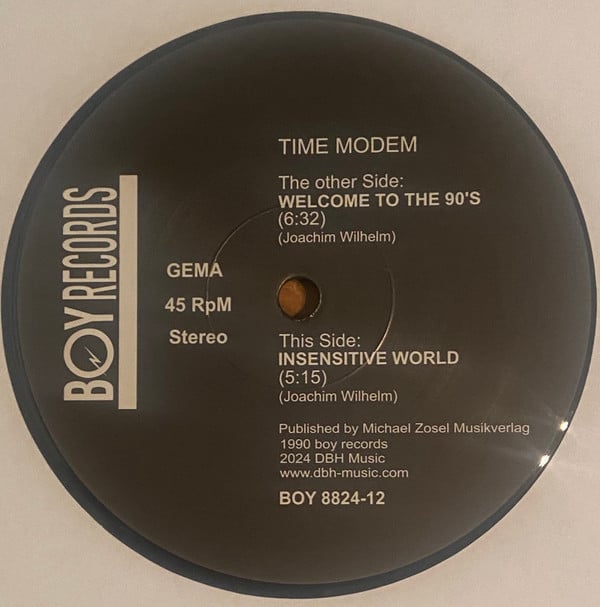 BOY RECORDS
TIME MODEM
The other Side:
WELCOME TO THE 90'S
(6:32)
(Joachim Wilhelm)
GEMA
45 RpM
Stereo
This Side:
INSENSITIVE WORLD
(5:15)
(Joachim Wilhelm)
Published by Michael Zosel Musikverlag
1990 boy records
2024 DBH Music
www.dbh-music.com
BOY 8824-12